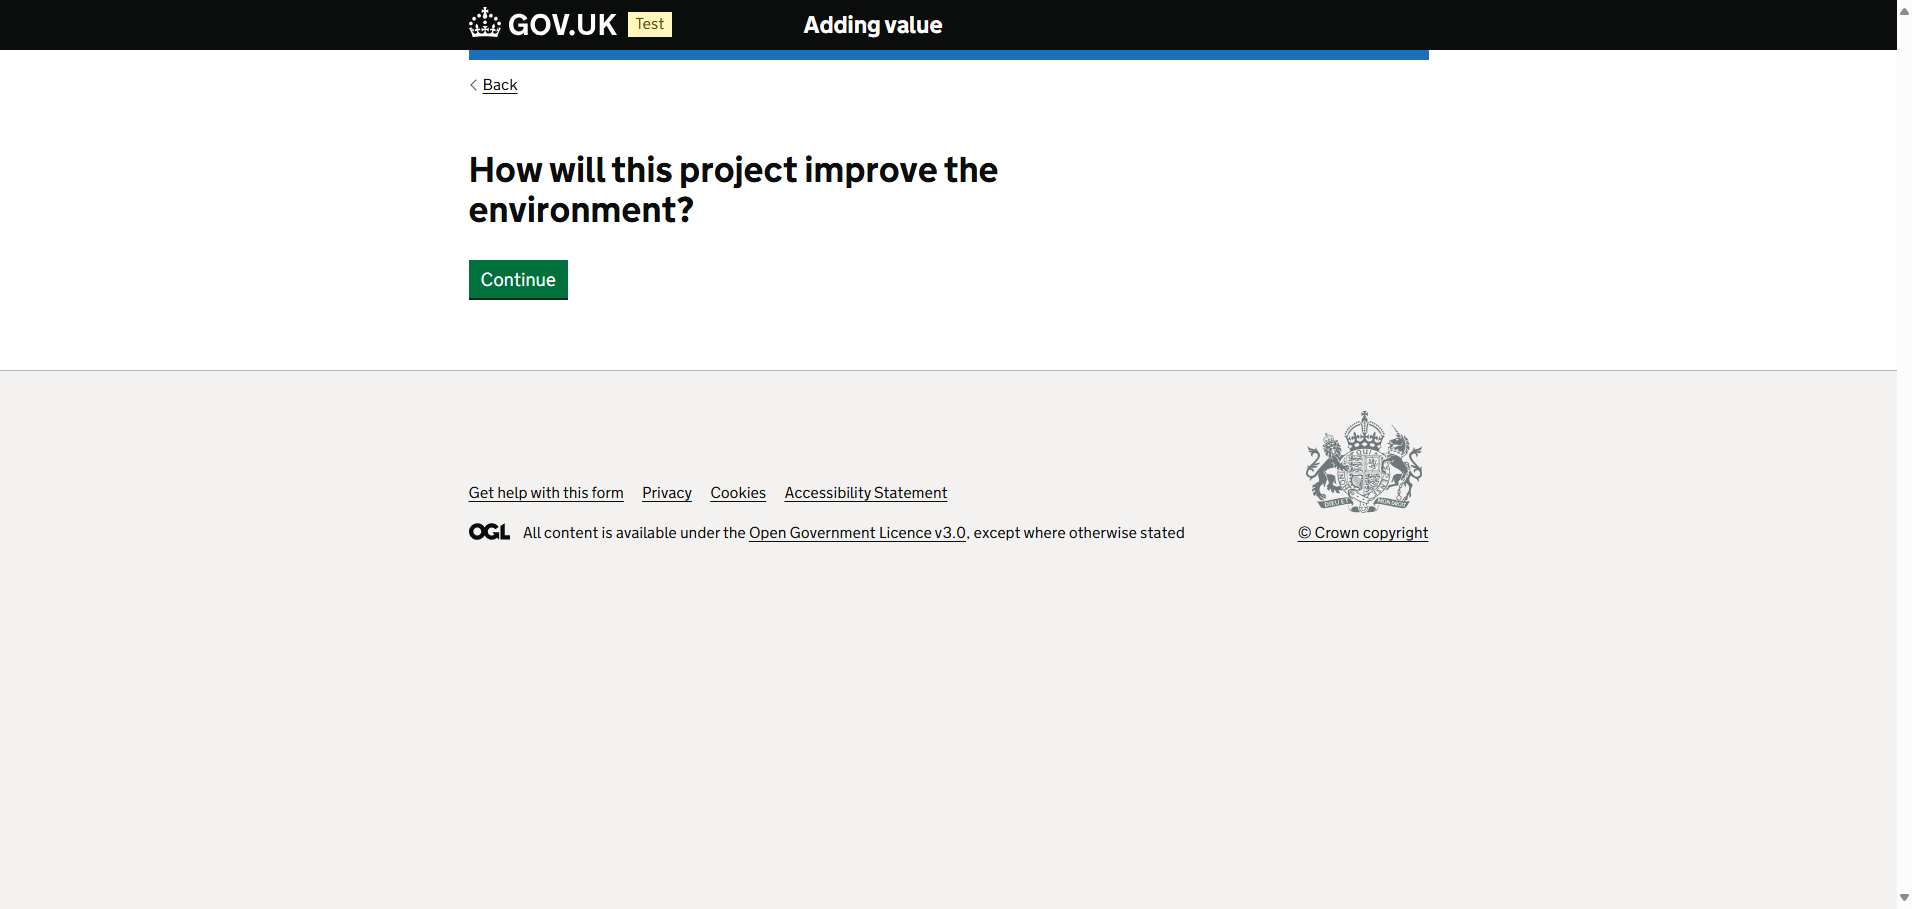 GOV.UK Test Adding value
Back
How will this project improve the
environment?
Continue
Get help with this form Privacy Cookies Accessibility Statement
OGL All content is available under the Open Government Licence v3.0, except where otherwise stated
© Crown copyright